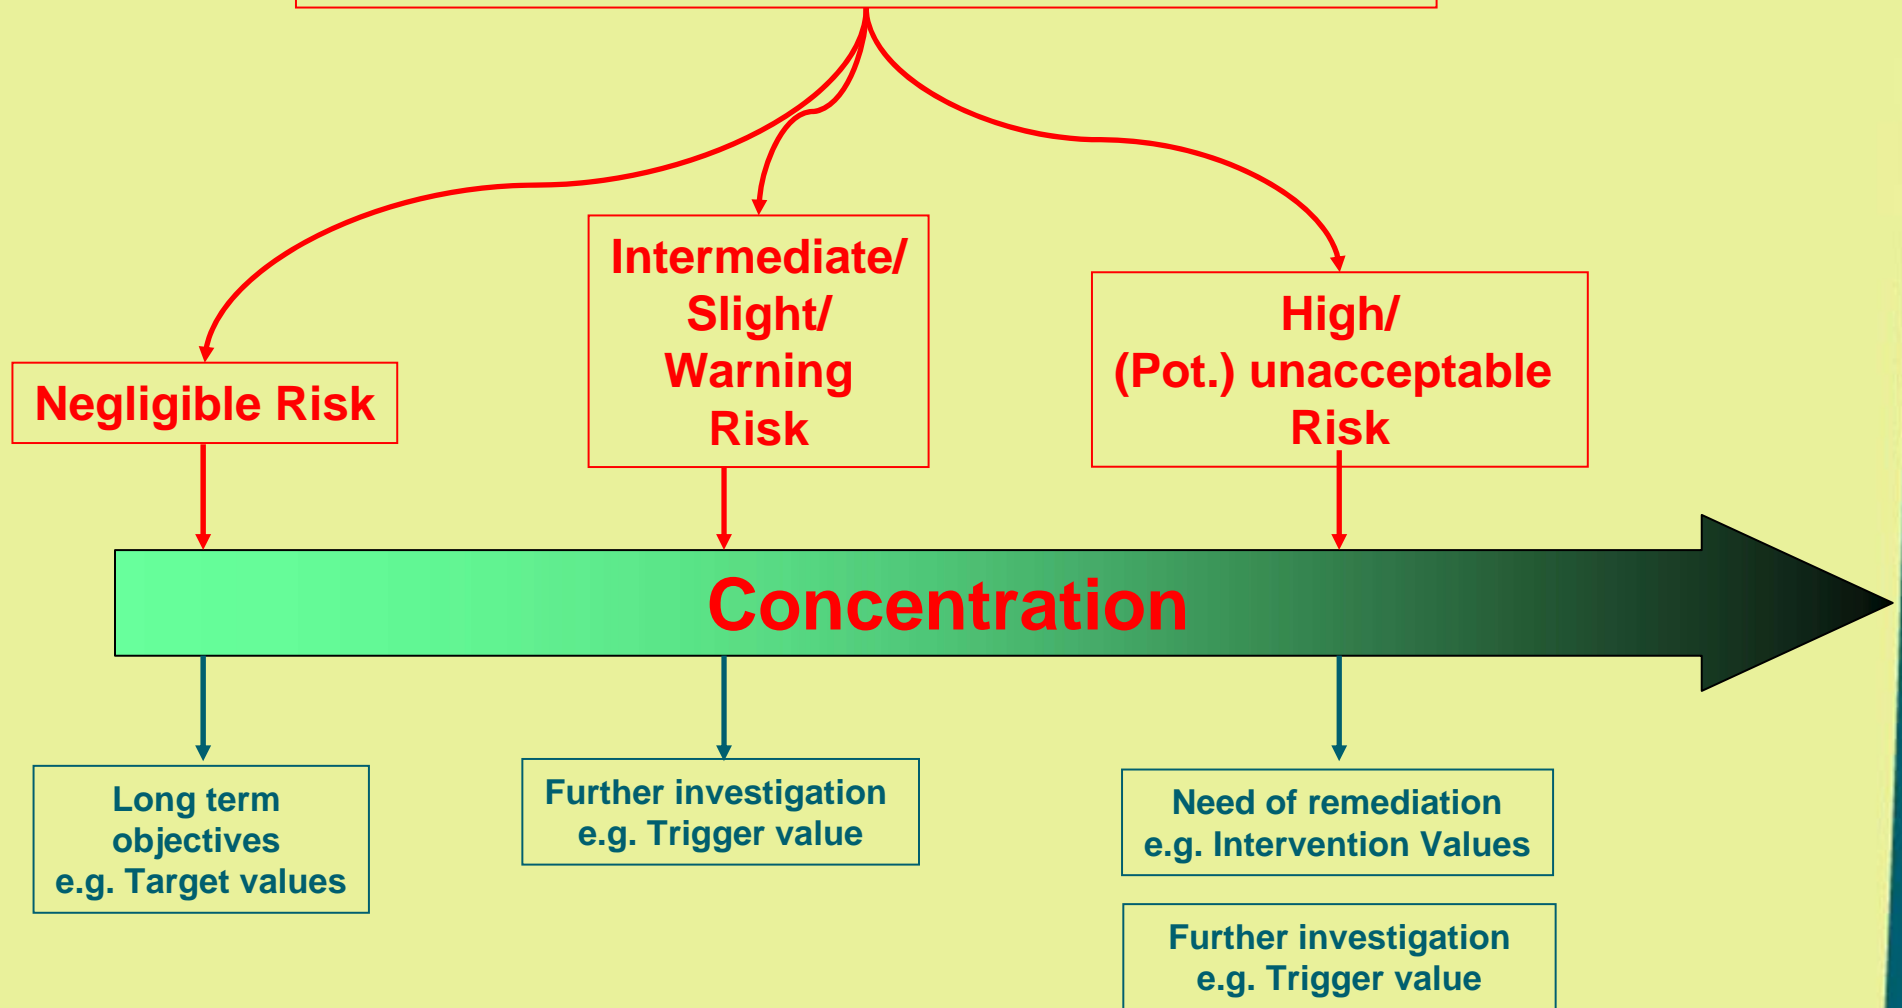 Negligible Risk
Intermediate/
Slight/
Warning
Risk
High/
(Pot.) unacceptable
Risk
Concentration
Long term
objectives
e.g. Target values
Further investigation
e.g. Trigger value
Need of remediation
e.g. Intervention Values
Further investigation
e.g. Trigger value